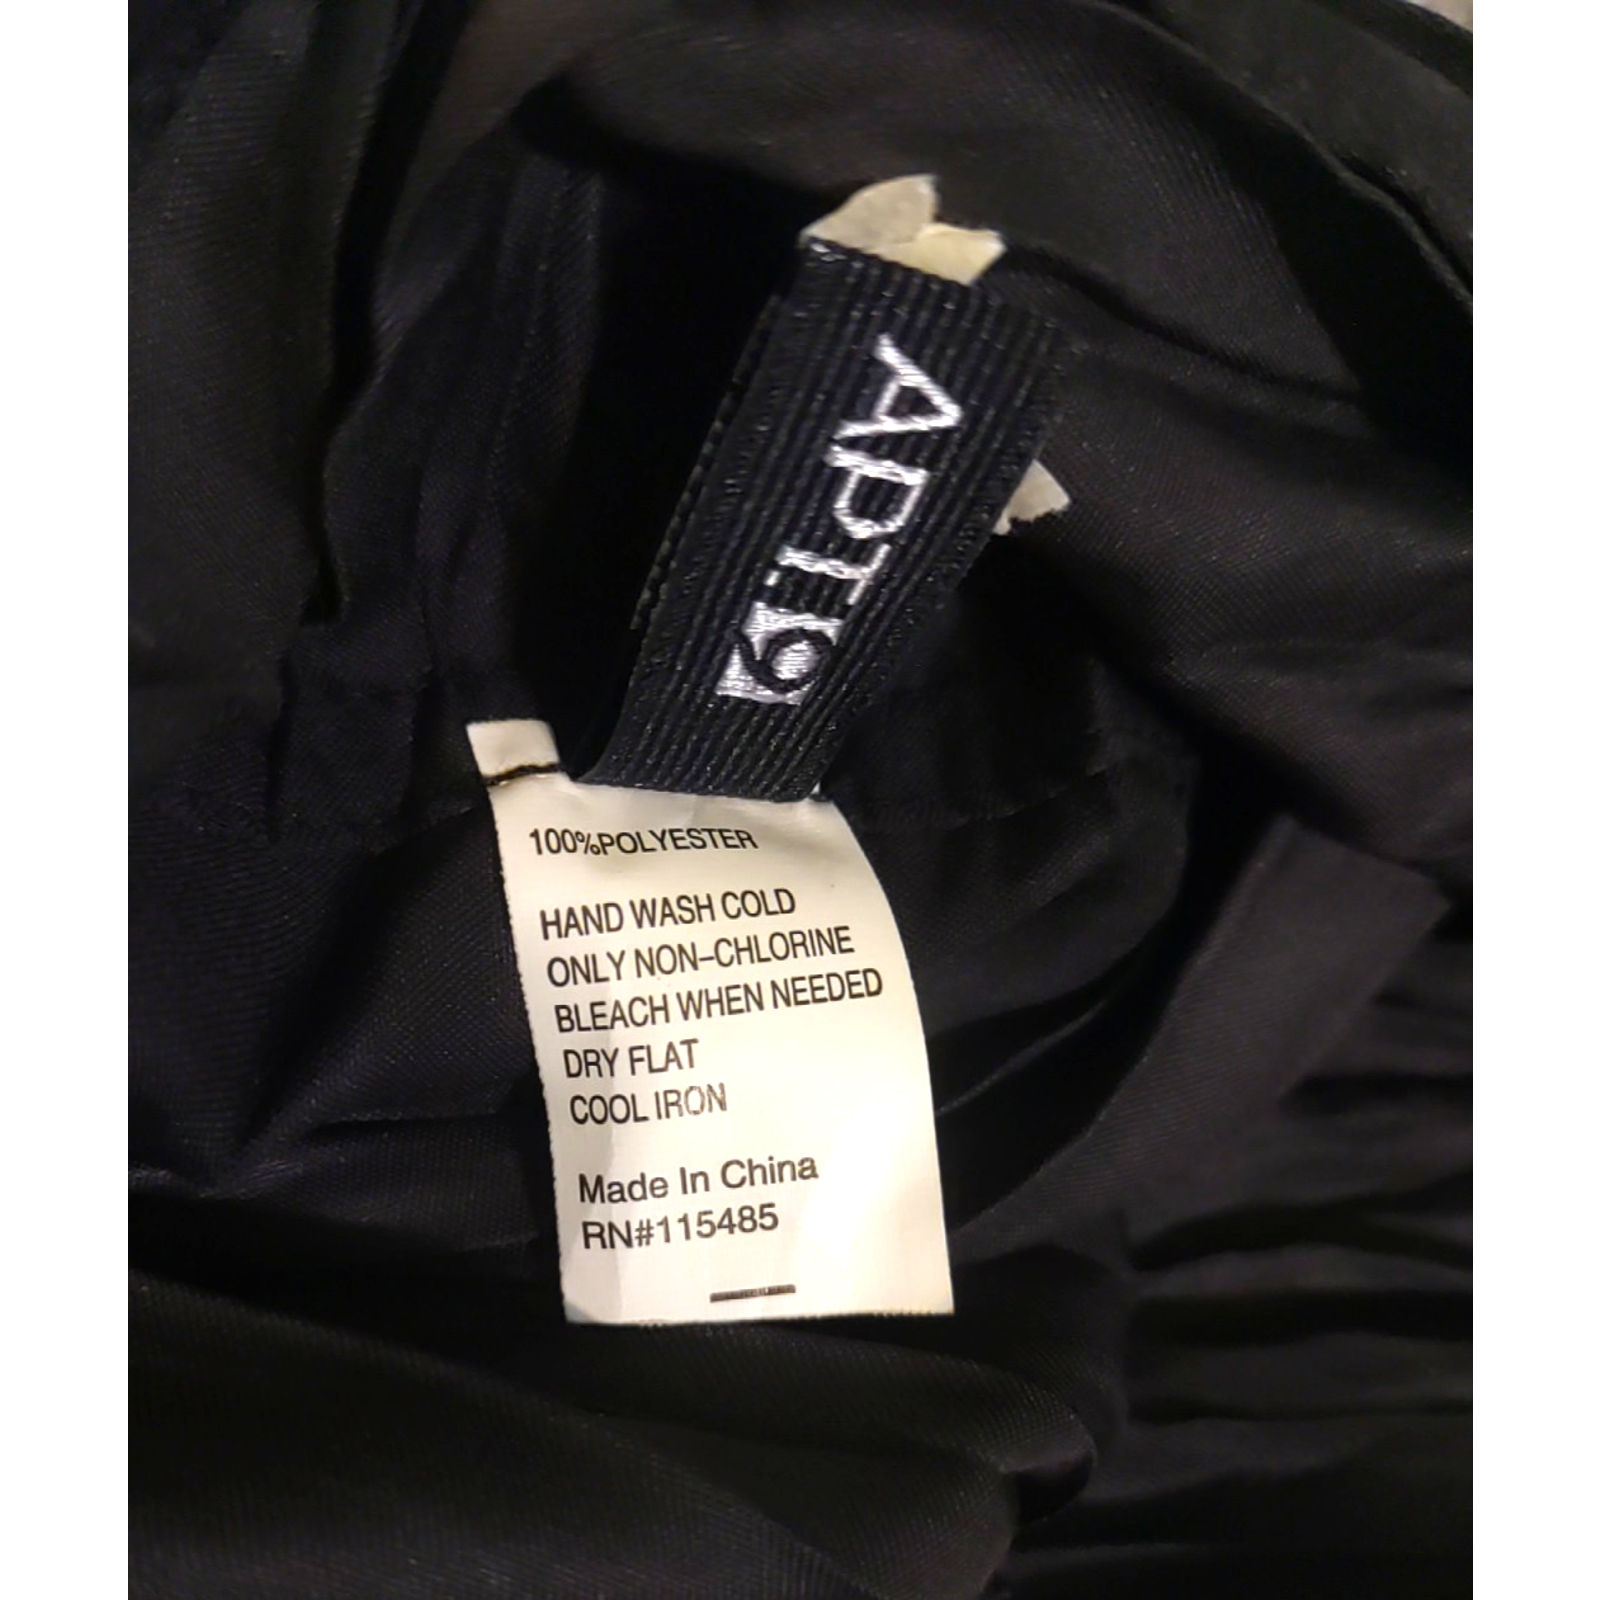 APT.9
100%POLYESTER
HAND WASH COLD
ONLY NON-CHLORINE
BLEACH WHEN NEEDED
DRY FLAT
COOL IRON
Made In China
RN#115485